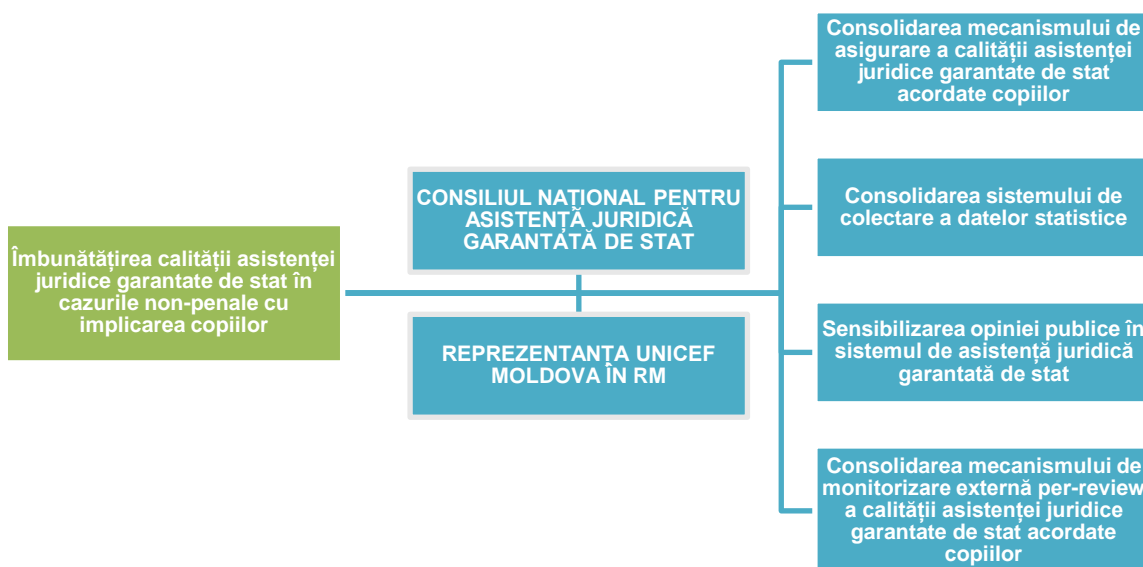 Îmbunătățirea calității asistenței
juridice garantate de stat în
cazurile non-penale cu
implicarea copiilor
CONSILIUL NAȚIONAL PENTRU
ASISTENȚĂ JURIDICĂ
GARANTATĂ DE STAT
REPREZENTANȚA UNICEF
MOLDOVA ÎN RM
Consolidarea mecanismului de
asigurare a calității asistenței
juridice garantate de stat
acordate copiilor
Consolidarea sistemului de
colectare a datelor statistice
Sensibilizarea opiniei publice în
sistemul de asistență juridică
garantată de stat
Consolidarea mecanismului de
monitorizare externă per-review
a calității asistenței juridice
garantate de stat acordate
copiilor